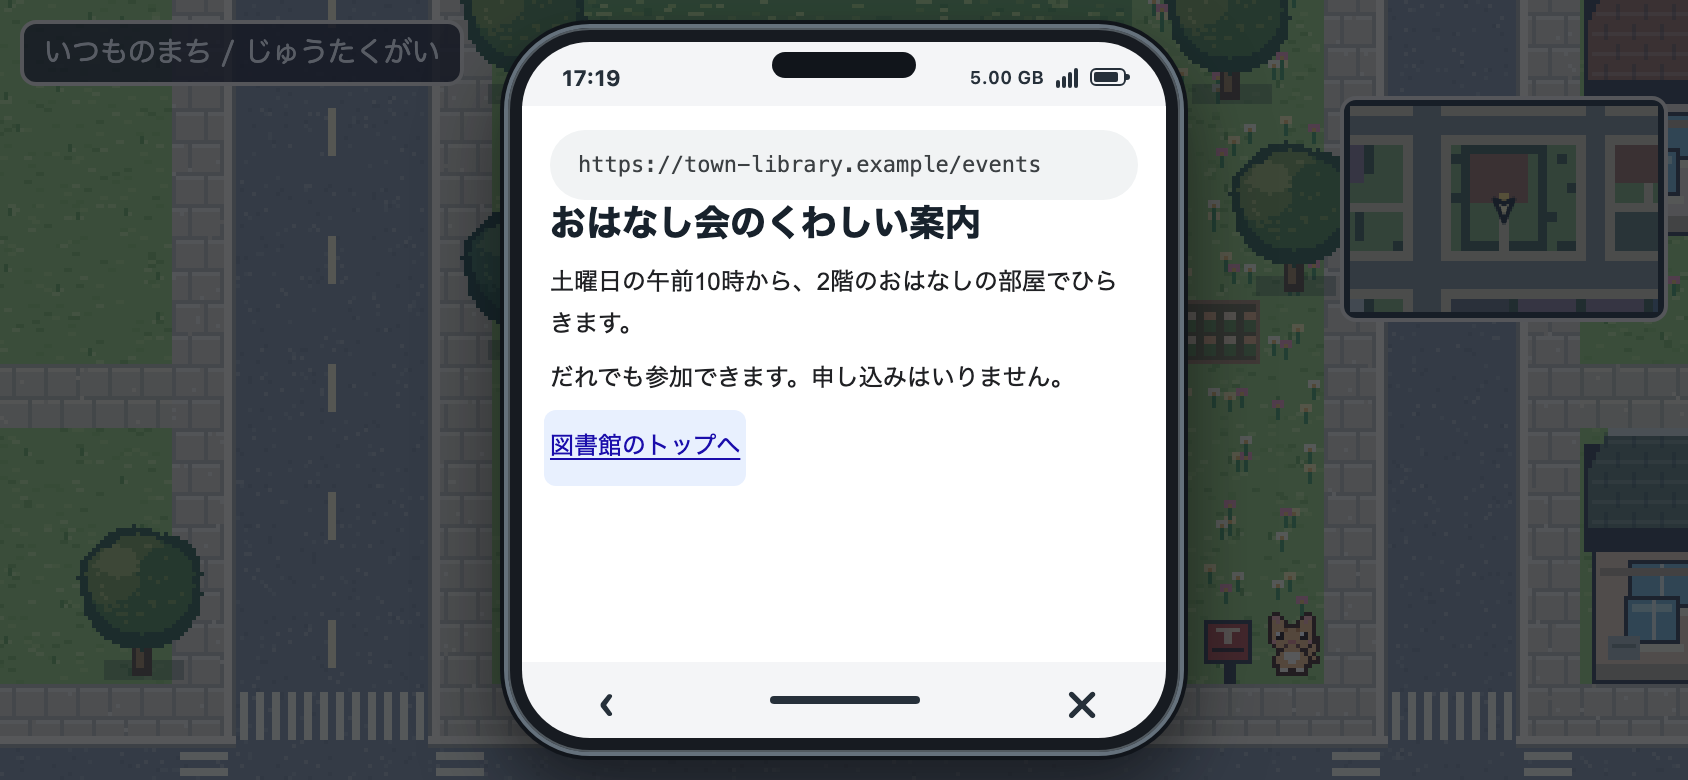 いつものまち / じゅうたくがい
17:19
5.00 GB
https://town-library.example/events
おはなし会のくわしい案内
土曜日の午前10時から、2階のおはなしの部屋でひら
きます。
だれでも参加できます。申し込みはいりません。
図書館のトップへ